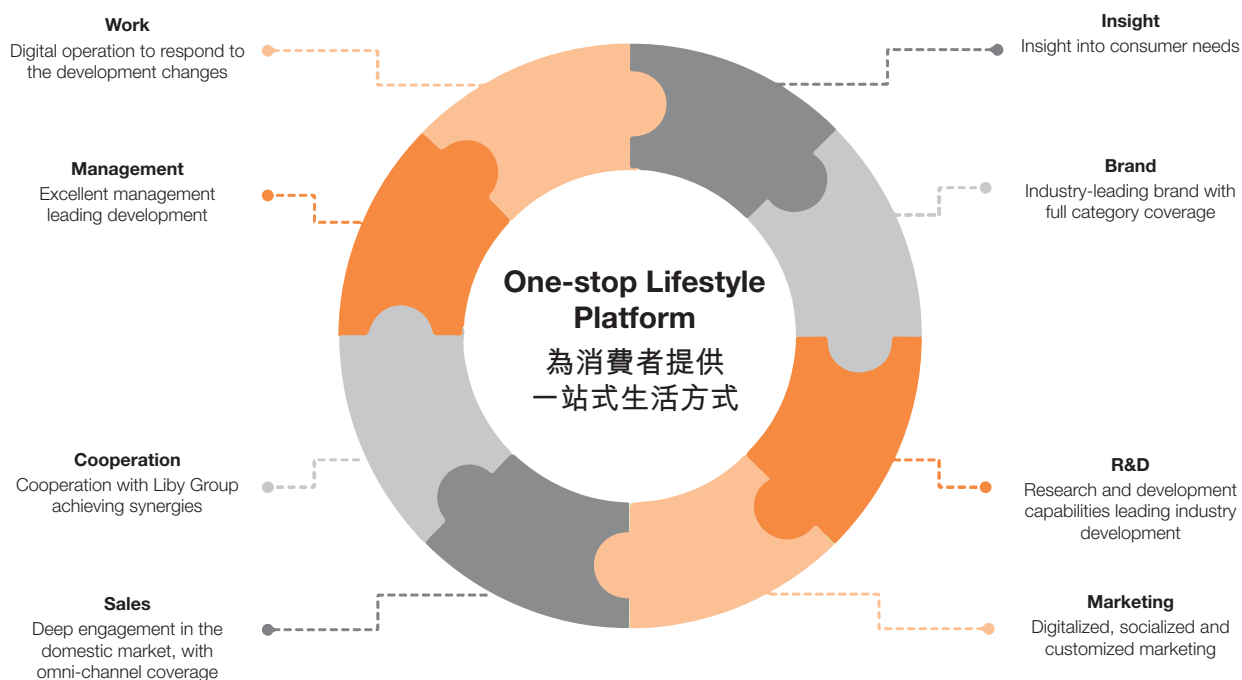 Work
Digital operation to respond to
the development changes
Management
Excellent management
leading development
Cooperation
Cooperation with Liby Group
achieving synergies
Sales
Deep engagement in the
domestic market, with
omni-channel coverage
One-stop Lifestyle
Platform
為消費者提供
一站式生活方式
Insight
Insight into consumer needs
Brand
Industry-leading brand with
full category coverage
R&D
Research and development
capabilities leading industry
development
Marketing
Digitalized, socialized and
customized marketing